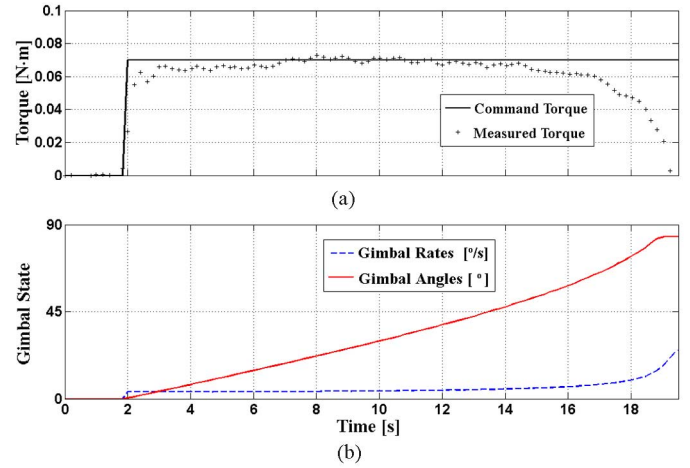 0.1
0.08
0.06
0.04
0.02
0
Torque [N·m]
Command Torque
Measured Torque
(a)
90
45
0
Gimbal State
Gimbal Rates [º/s]
Gimbal Angles [ º ]
0 2 4 6 8 10 12 14 16 18
Time [s]
(b)